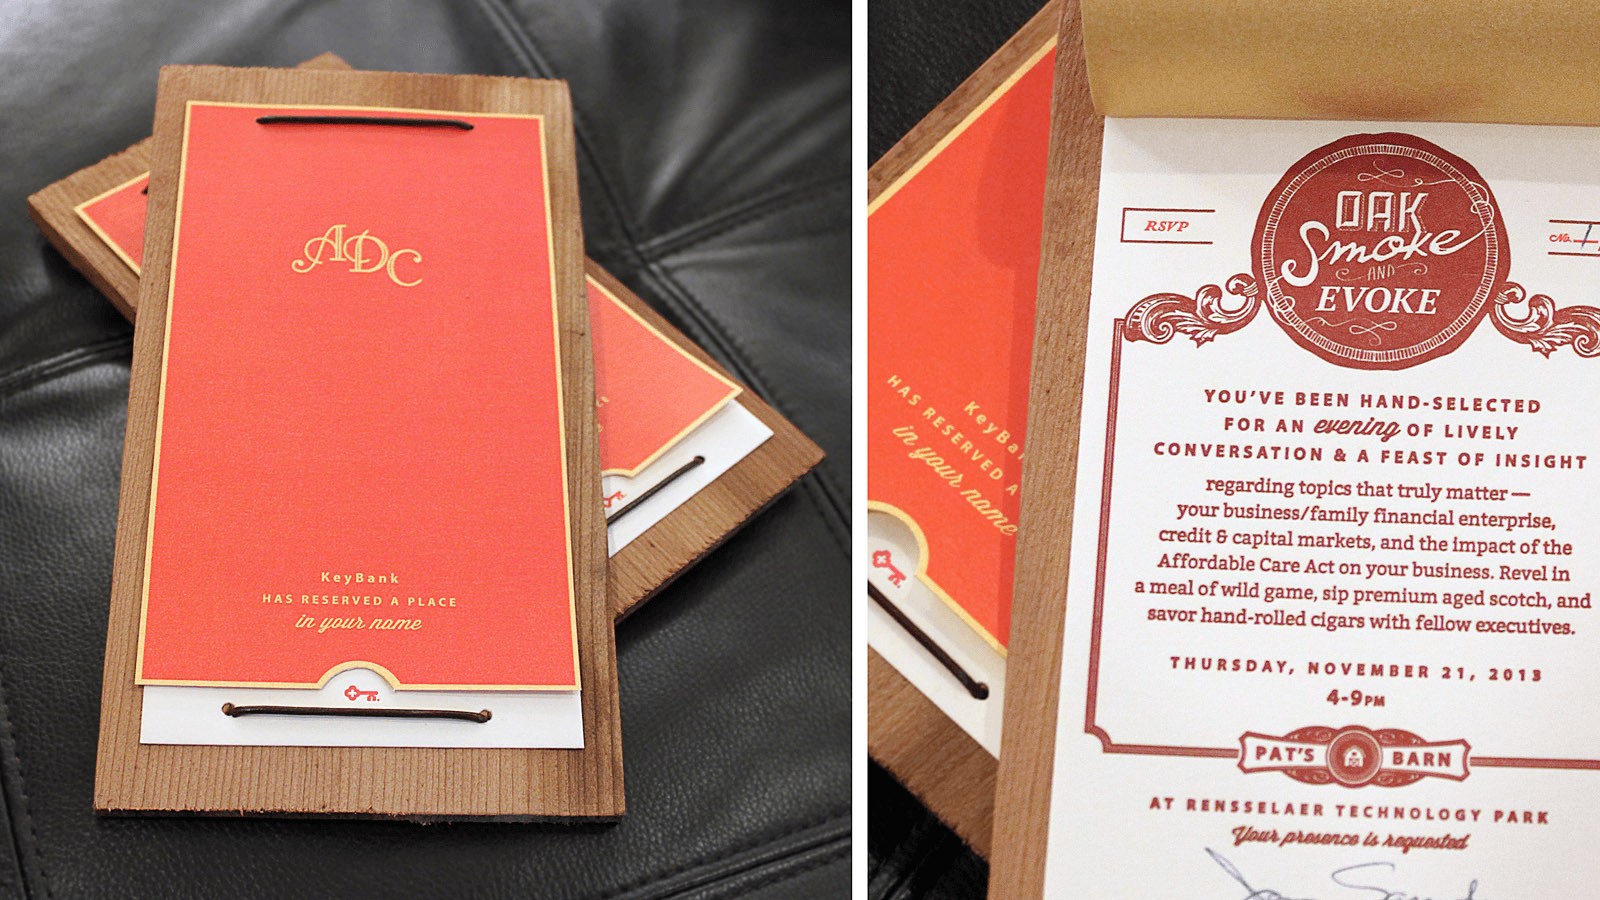 ADC
KeyBank
HAS RESERVED A PLACE
in your name
KeyBan
HAS RESERVED A
in your name
RSVP
No. 1
OAK
Smoke
AND
EVOKE
YOU'VE BEEN HAND-SELECTED
FOR AN evening OF LIVELY
CONVERSATION & A FEAST OF INSIGHT
regarding topics that truly matter —
your business/family financial enterprise,
credit & capital markets, and the impact of the
Affordable Care Act on your business. Revel in
a meal of wild game, sip premium aged scotch, and
savor hand-rolled cigars with fellow executives.
THURSDAY, NOVEMBER 21, 2013
4-9PM
PAT'S BARN
AT RENSSELAER TECHNOLOGY PARK
Your presence is requested